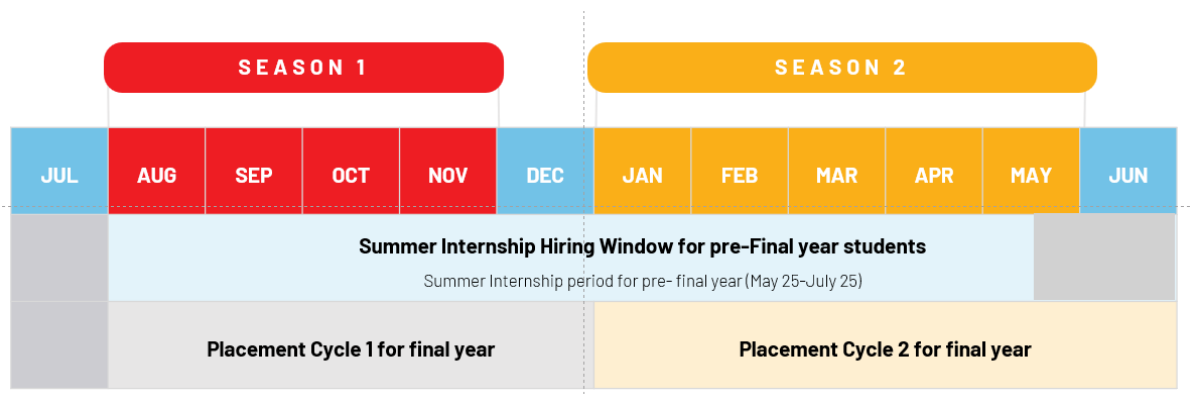 SEASON 1 SEASON 2
JUL AUG SEP OCT NOV DEC JAN FEB MAR APR MAY JUN
Summer Internship Hiring Window for pre-Final year students
Summer Internship period for pre- final year (May 25-July 25)
Placement Cycle 1 for final year Placement Cycle 2 for final year